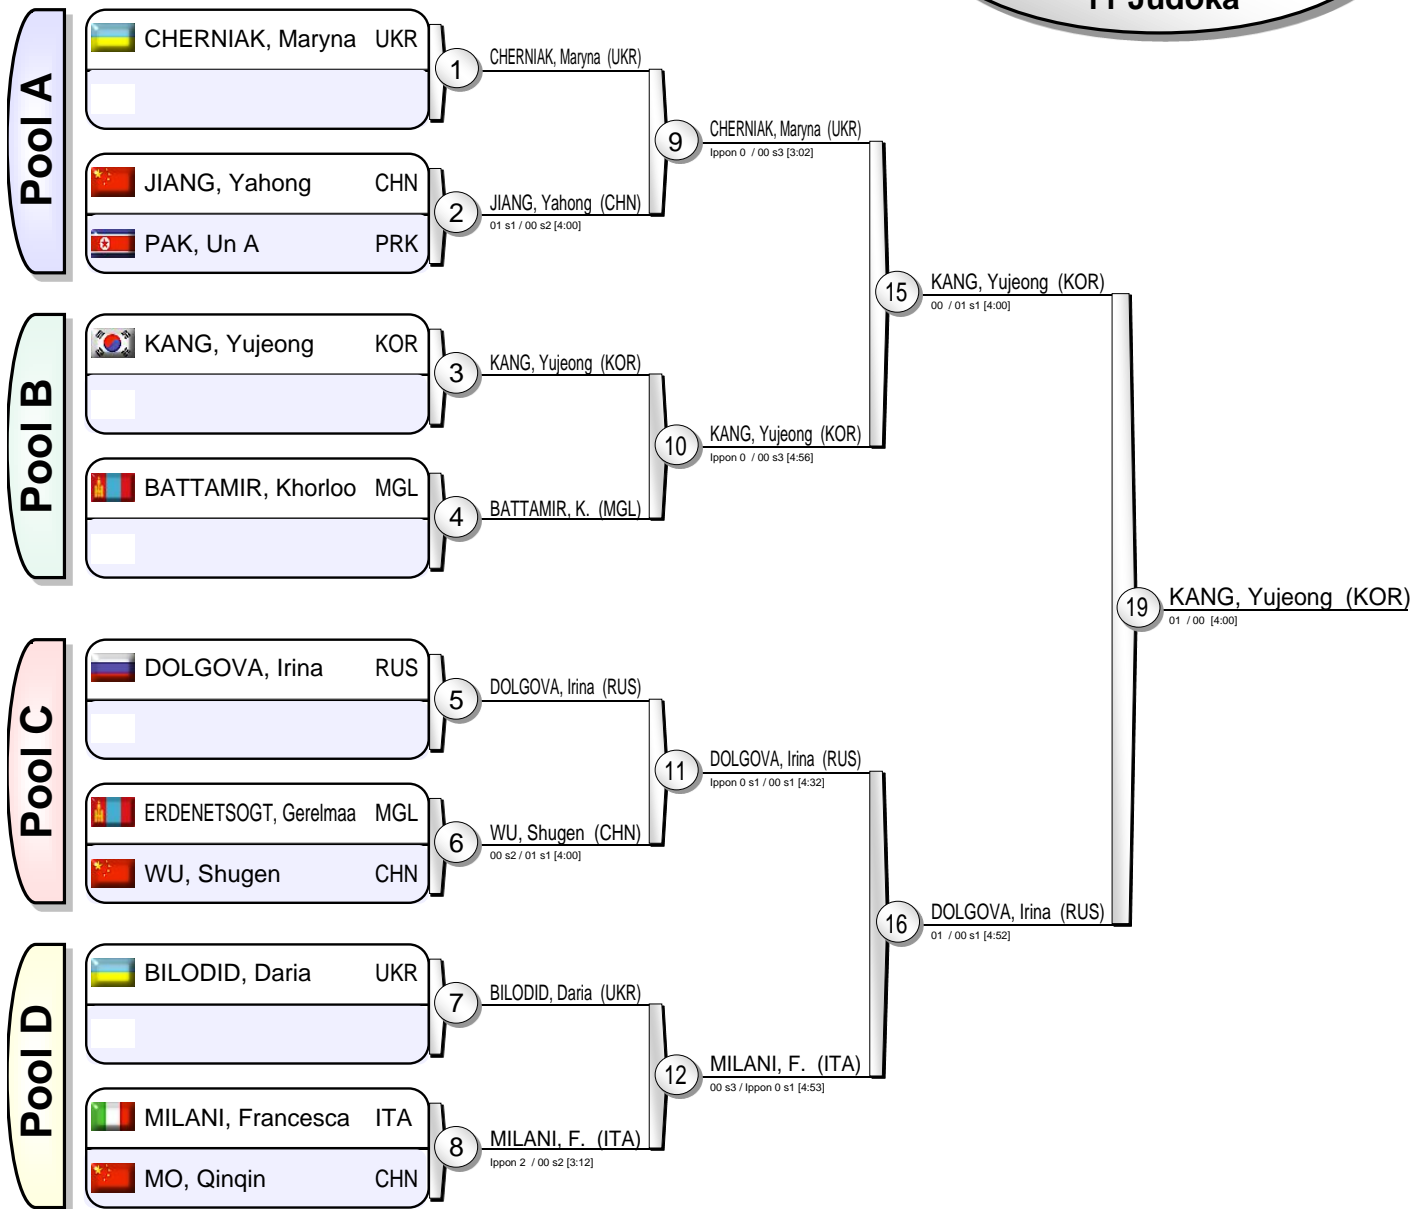 11 Judoka
Pool A
CHERNIAK, Maryna UKR
JIANG, Yahong CHN
PAK, Un A PRK
Pool B
KANG, Yujeong KOR
BATTAMIR, Khorloo MGL
Pool C
DOLGOVA, Irina RUS
ERDENETSOGT, Gerelmaa MGL
WU, Shugen CHN
Pool D
BILODID, Daria UKR
MILANI, Francesca ITA
MO, Qinqin CHN
1
CHERNIAK, Maryna (UKR)
2
JIANG, Yahong (CHN)
01 s1 / 00 s2 [4:00]
3
KANG, Yujeong (KOR)
4
BATTAMIR, K. (MGL)
5
DOLGOVA, Irina (RUS)
6
WU, Shugen (CHN)
00 s2 / 01 s1 [4:00]
7
BILODID, Daria (UKR)
8
MILANI, F. (ITA)
Ippon 2 / 00 s2 [3:12]
9
CHERNIAK, Maryna (UKR)
Ippon 0 / 00 s3 [3:02]
10
KANG, Yujeong (KOR)
Ippon 0 / 00 s3 [4:56]
11
DOLGOVA, Irina (RUS)
Ippon 0 s1 / 00 s1 [4:32]
12
MILANI, F. (ITA)
00 s3 / Ippon 0 s1 [4:53]
15
KANG, Yujeong (KOR)
00 / 01 s1 [4:00]
16
DOLGOVA, Irina (RUS)
01 / 00 s1 [4:52]
19
KANG, Yujeong (KOR)
01 / 00 [4:00]